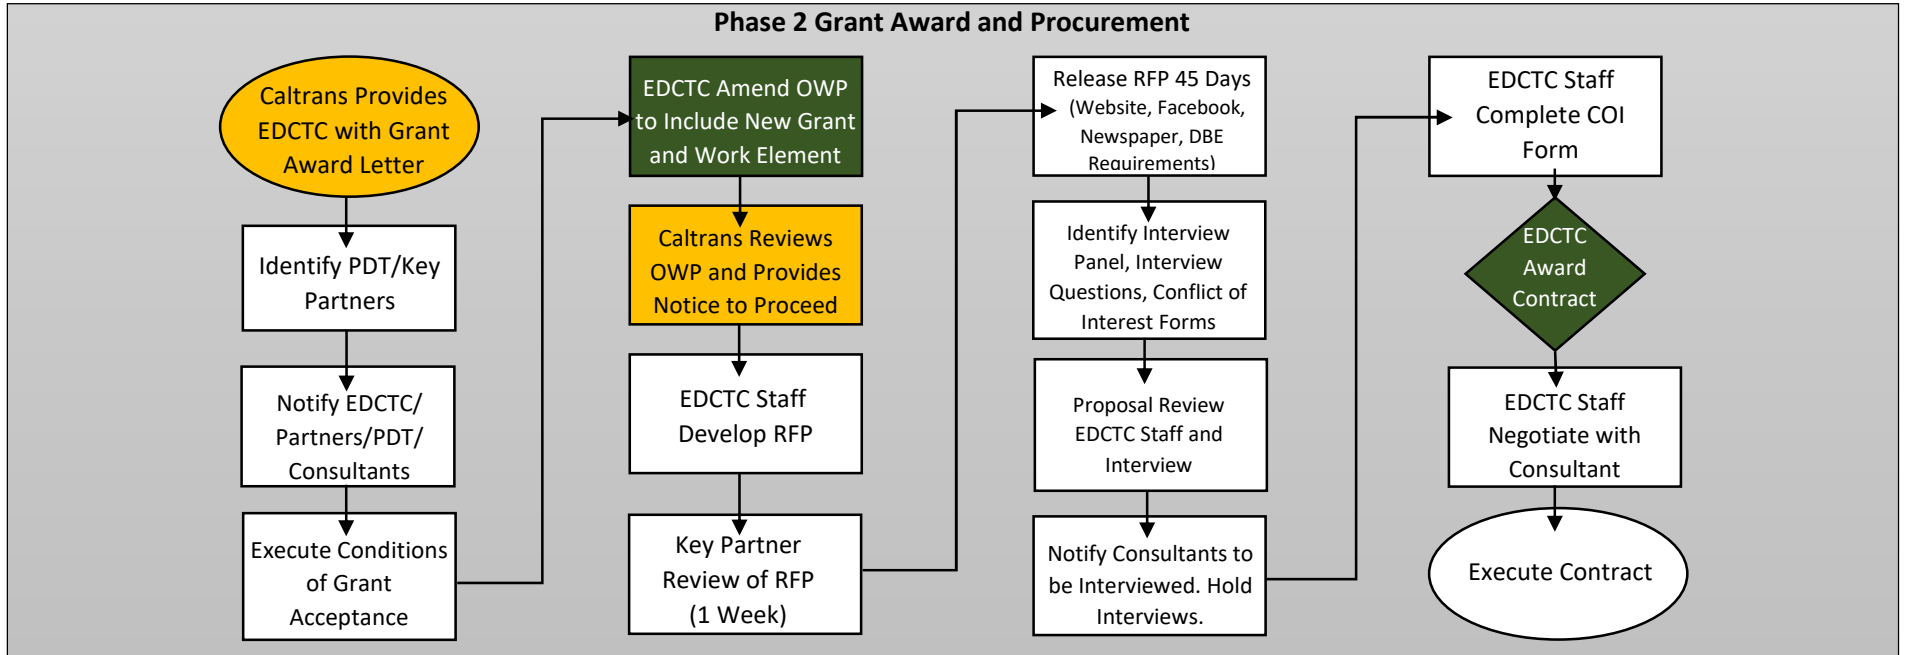 Phase 2 Grant Award and Procurement
Caltrans Provides
EDCTC with Grant
Award Letter
Identify PDT/Key
Partners
Notify EDCTC/
Partners/PDT/
Consultants
Execute Conditions
of Grant
Acceptance
EDCTC Amend OWP
to Include New Grant
and Work Element
Caltrans Reviews
OWP and Provides
Notice to Proceed
EDCTC Staff
Develop RFP
Key Partner
Review of RFP
(1 Week)
Release RFP 45 Days
(Website, Facebook,
Newspaper, DBE
Requirements)
Identify Interview
Panel, Interview
Questions, Conflict of
Interest Forms
Proposal Review
EDCTC Staff and
Interview
Notify Consultants to
be Interviewed. Hold
Interviews.
EDCTC Staff
Complete COI
Form
EDCTC
Award
Contract
EDCTC Staff
Negotiate with
Consultant
Execute Contract